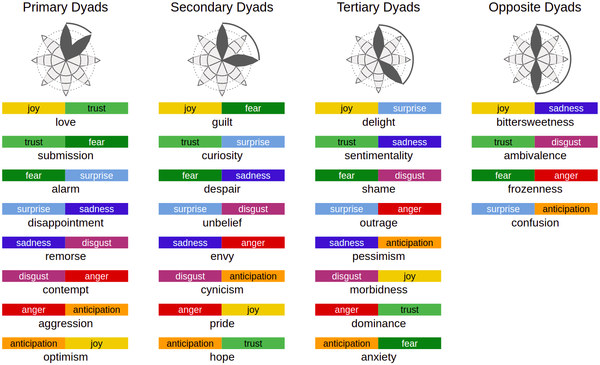 Primary Dyads
joy trust
love
trust fear
submission
fear surprise
alarm
surprise sadness
disappointment
sadness disgust
remorse
disgust anger
contempt
anger anticipation
aggression
anticipation joy
optimism
Secondary Dyads
joy fear
guilt
trust surprise
curiosity
fear sadness
despair
surprise disgust
unbelief
sadness anger
envy
disgust anticipation
cynicism
anger joy
pride
anticipation trust
hope
Tertiary Dyads
joy surprise
delight
trust sadness
sentimentality
fear disgust
shame
surprise anger
outrage
sadness anticipation
pessimism
disgust joy
morbidness
anger trust
dominance
anticipation fear
anxiety
Opposite Dyads
joy sadness
bittersweetness
trust disgust
ambivalence
fear anger
frozenness
surprise anticipation
confusion